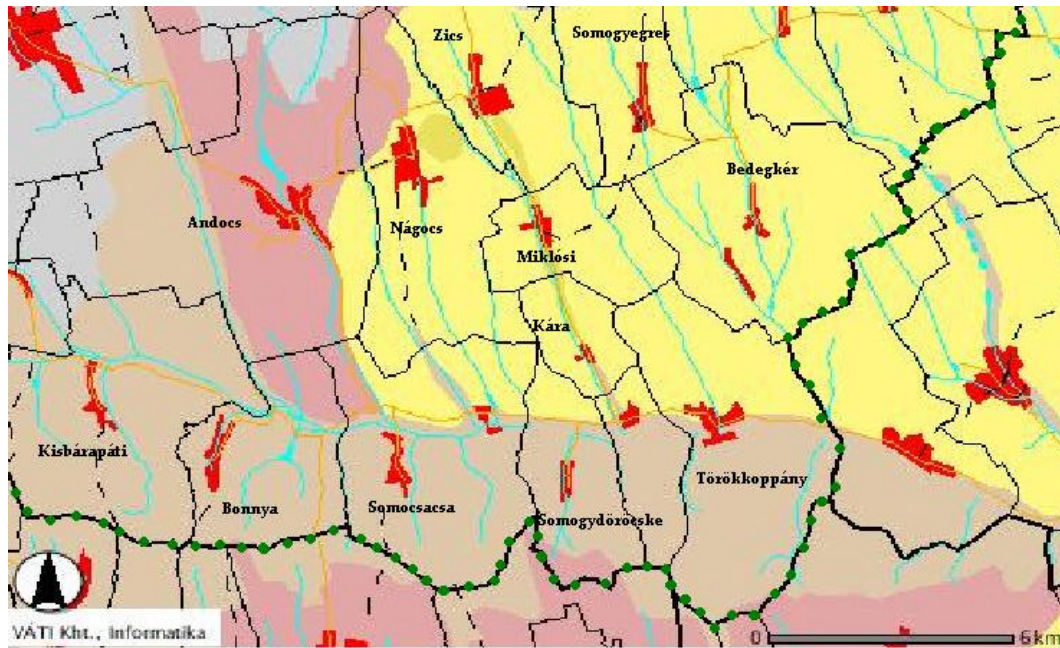 Zics
Somogyegres
Bedegkér
Andocs
Nágocs
Miklósi
Kára
Kisbárapáti
Bonnya
Somocsacsa
Somogydöröcske
Törökkoppány
VÁTI Kht., Informatika
0
6 km